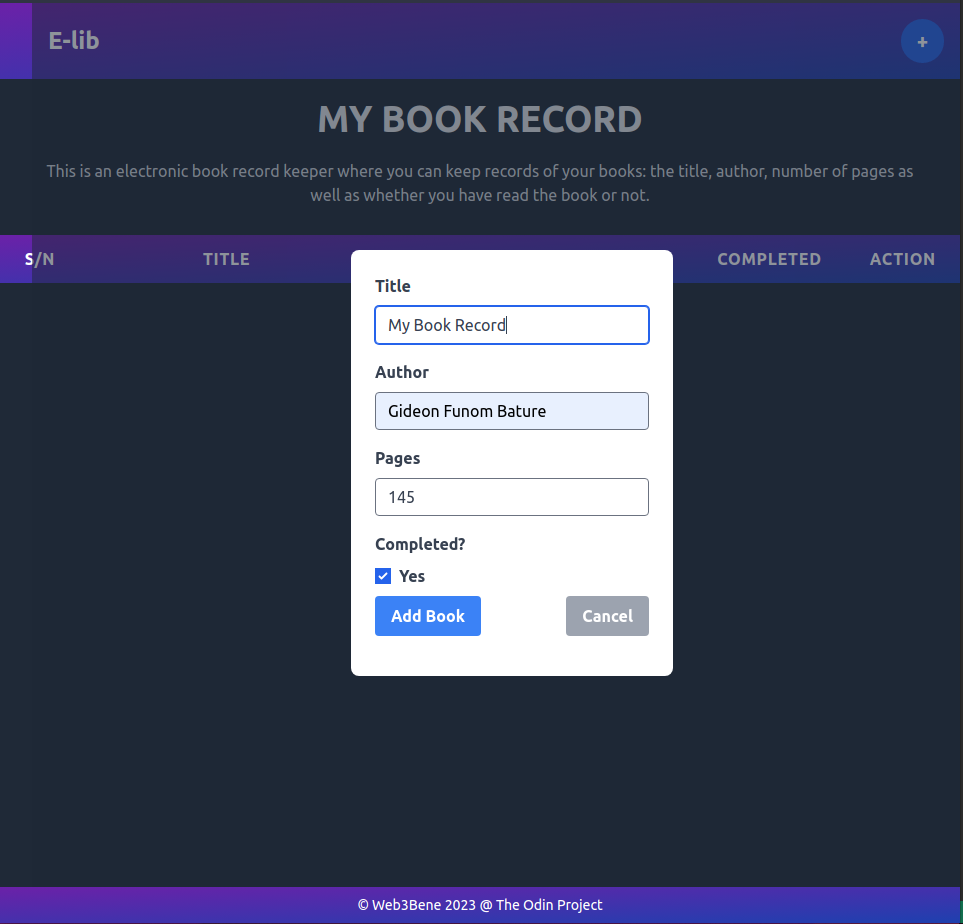 E-lib
+
MY BOOK RECORD
This is an electronic book record keeper where you can keep records of your books: the title, author, number of pages as
well as whether you have read the book or not.
S/N TITLE COMPLETED ACTION
Title
My Book Record
Author
Gideon Funom Bature
Pages
145
Completed?
Yes
Add Book Cancel
© Web3Bene 2023 @ The Odin Project